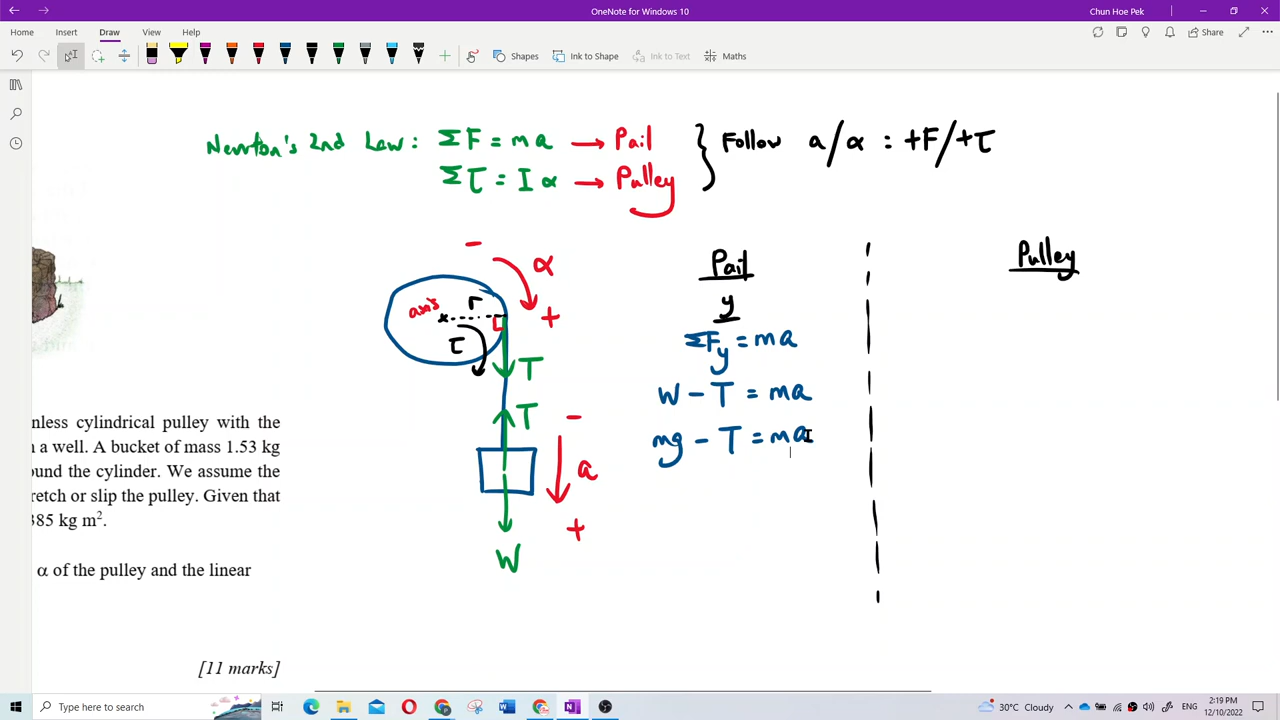 OneNote for Windows 10
Chun Hoe Pek
Home Insert Draw View Help
Share
Shapes Ink to Shape Ink to Text Maths
Newton's 2nd Law: ΣF = ma → Pail
Στ = Iα → Pulley
Follow a/α : +F/+τ
− α +
axis r
τ
T
T
− a +
W
Pail
y
ΣFy = ma
W − T = ma
mg − T = ma
Pulley
nless cylindrical pulley with the
n a well. A bucket of mass 1.53 kg
ound the cylinder. We assume the
retch or slip the pulley. Given that
385 kg m².
α of the pulley and the linear
[11 marks]
Type here to search
30°C Cloudy
ENG
2:19 PM
12/10/2022